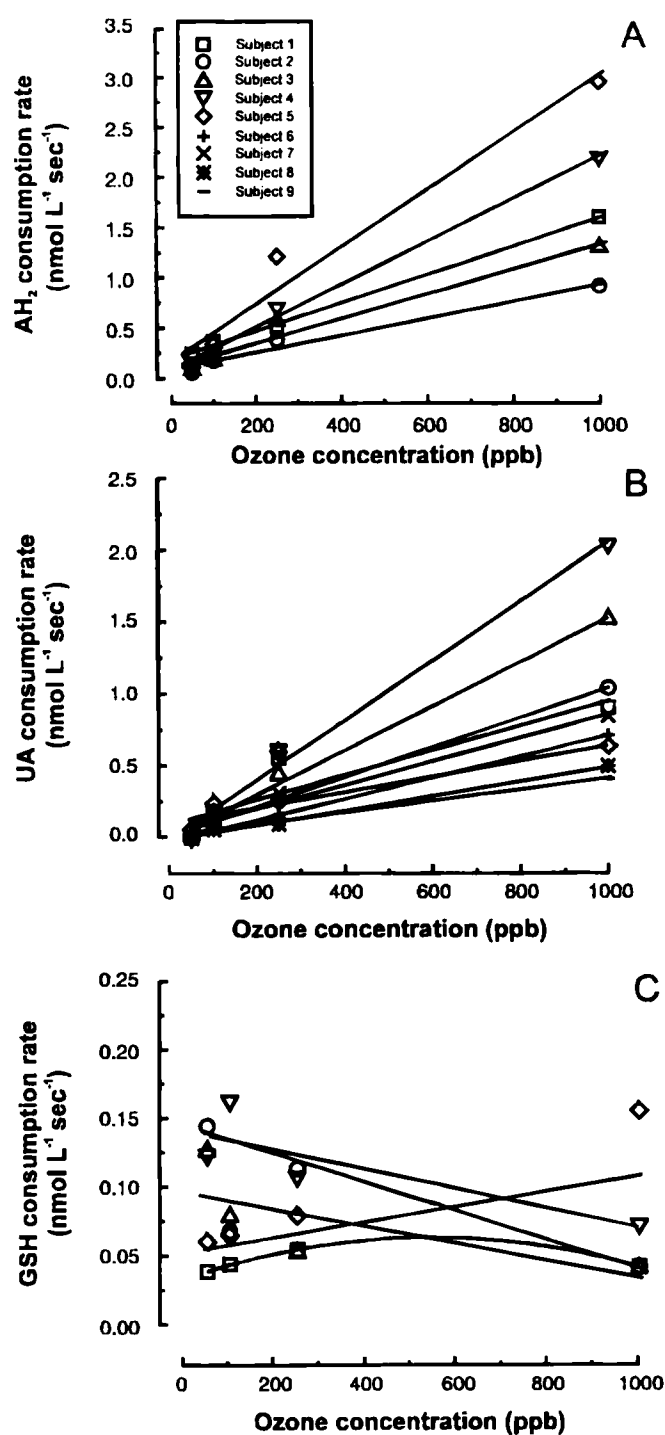 A
AH₂ consumption rate
(nmol L⁻¹ sec⁻¹)
3.5
3.0
2.5
2.0
1.5
1.0
0.5
0.0
Subject 1
Subject 2
Subject 3
Subject 4
Subject 5
Subject 6
Subject 7
Subject 8
Subject 9
0 200 400 600 800 1000
Ozone concentration (ppb)
B
UA consumption rate
(nmol L⁻¹ sec⁻¹)
2.5
2.0
1.5
1.0
0.5
0.0
0 200 400 600 800 1000
Ozone concentration (ppb)
C
GSH consumption rate
(nmol L⁻¹ sec⁻¹)
0.25
0.20
0.15
0.10
0.05
0.00
0 200 400 600 800 1000
Ozone concentration (ppb)